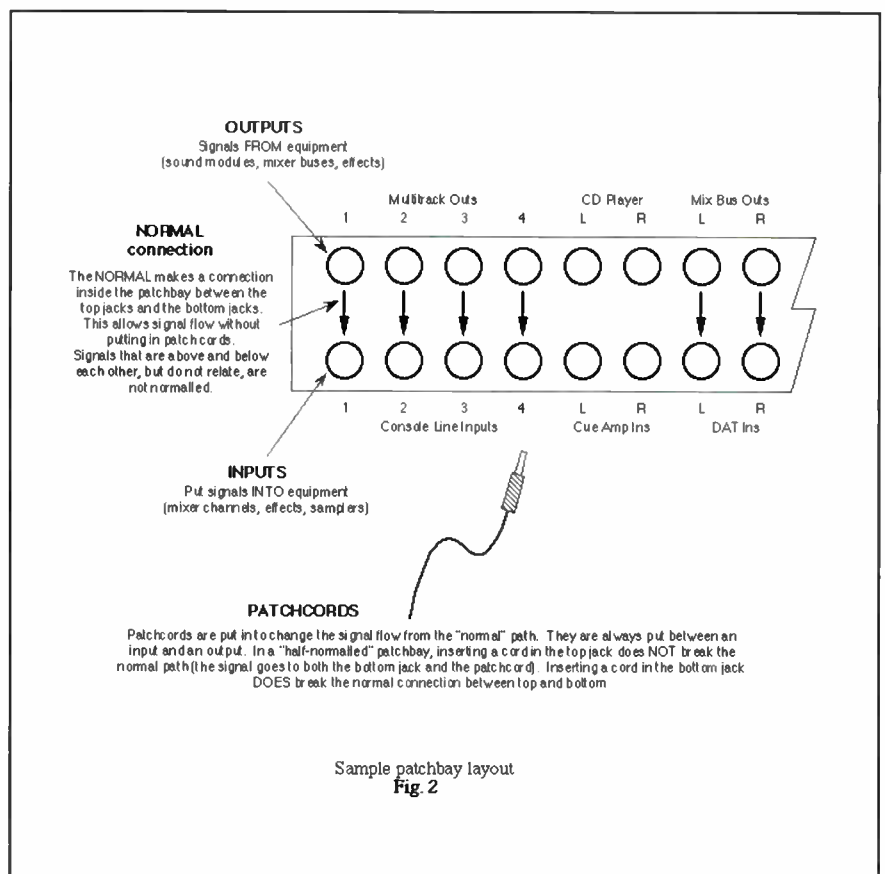 OUTPUTS
Signals FROM equipment
(sound modules, mixer buses, effects)
Multitrack Outs CD Player Mix Bus Outs
1 2 3 4 L R L R
NORMAL
connection
The NORMAL makes a connection
inside the patchbay between the
top jacks and the bottom jacks.
This allows signal flow without
putting in patch cords.
Signals that are above and below
each other, but do not relate, are
not normalled.
1 2 3 4 L R L R
Console Line Inputs Cue Amp Ins DAT Ins
INPUTS
Put signals INTO equipment
(mixer channels, effects, samplers)
PATCHCORDS
Patchcords are put in to change the signal flow from the "normal" path. They are always put between an
input and an output. In a "half-normalled" patchbay, inserting a cord in the top jack does NOT break the
normal path (the signal goes to both the bottom jack and the patchcord). Inserting a cord in the bottom jack
DOES break the normal connection between top and bottom
Sample patchbay layout
Fig. 2